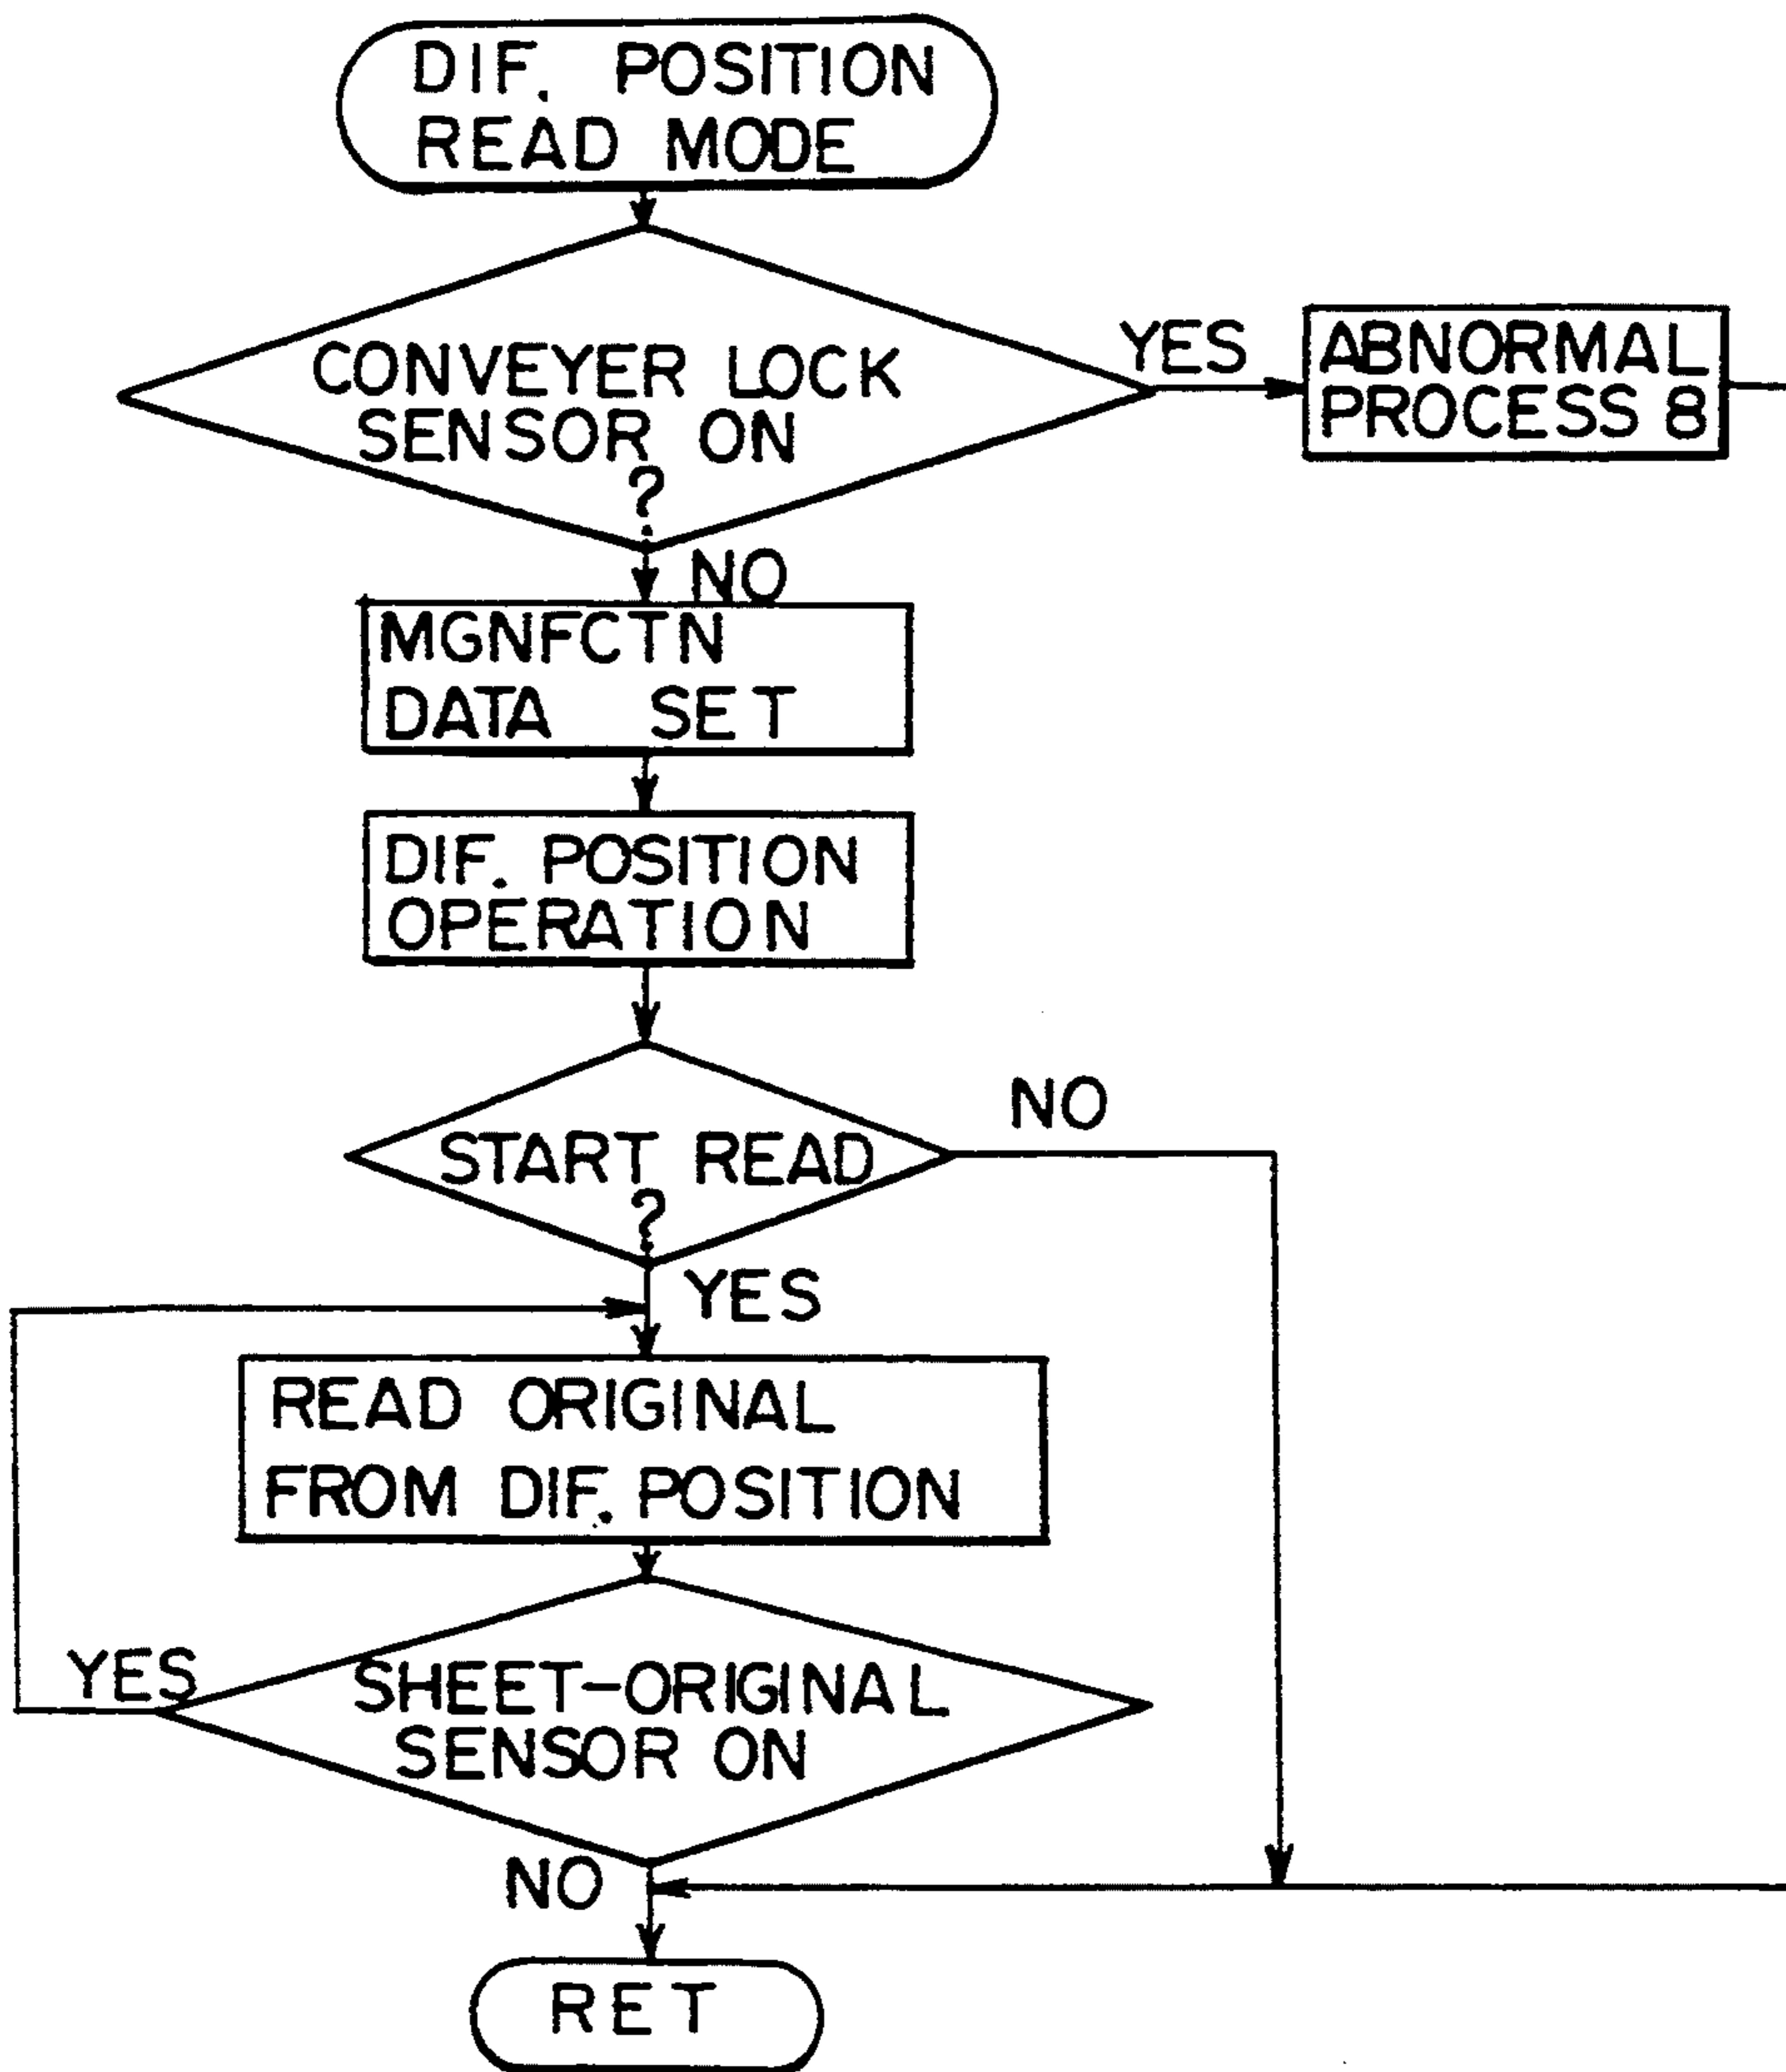 DIF. POSITION
READ MODE
CONVEYER LOCK
SENSOR ON
?
YES
ABNORMAL
PROCESS 8
NO
MGNFCTN
DATA SET
DIF. POSITION
OPERATION
START READ
?
NO
YES
READ ORIGINAL
FROM DIF. POSITION
YES
SHEET-ORIGINAL
SENSOR ON
NO
RET